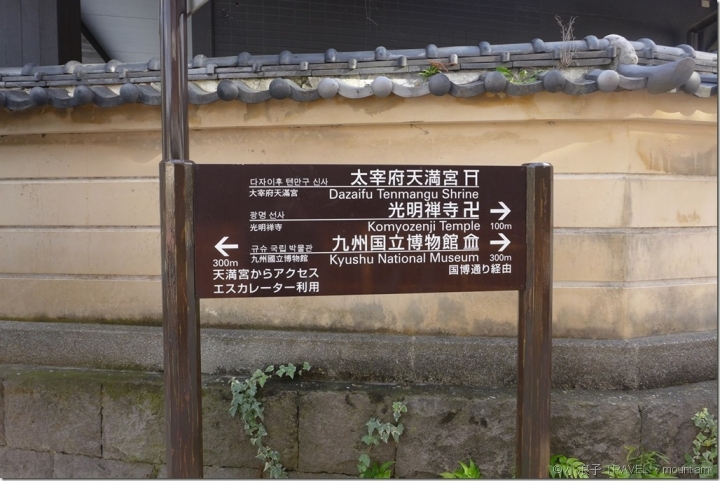 다자이후 텐만구 신사 太宰府天満宮
大宰府天滿宮 Dazaifu Tenmangu Shrine
광명 선사 光明禅寺 卍
光明禪寺 Komyozenji Temple 100m
규슈 국립 박물관 九州国立博物館
300m 九州國立博物館 Kyushu National Museum 300m
天満宮からアクセス 国博通り経由
エスカレーター利用